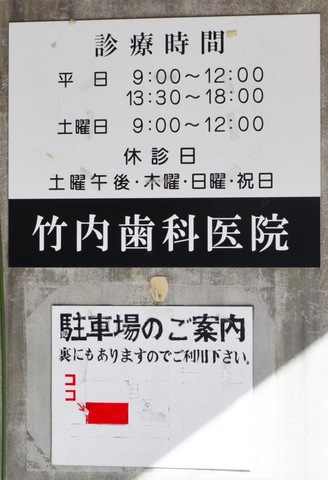 診療時間
平日 9:00～12:00
13:30～18:00
土曜日 9:00～12:00
休診日
土曜午後・木曜・日曜・祝日
竹内歯科医院
駐車場のご案内
裏にもありますのでご利用下さい。
ココ